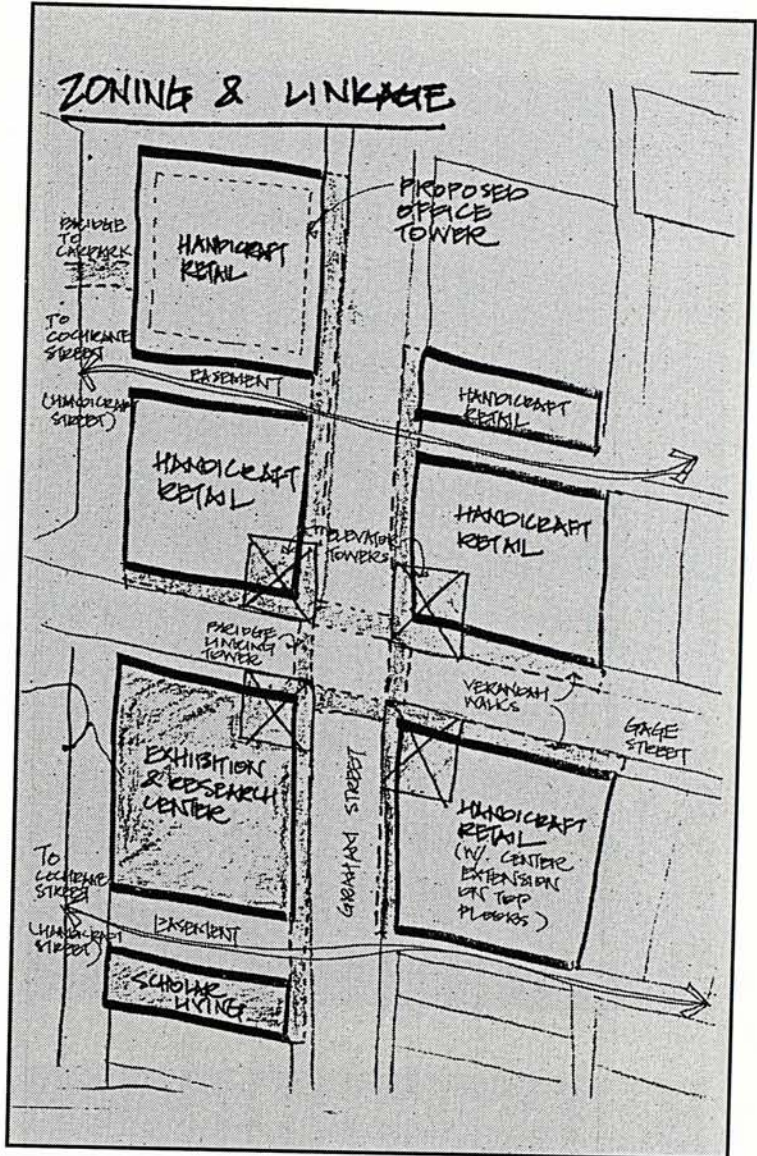 ZONING & LINKAGE
PROPOSED
OFFICE
TOWER
BRIDGE
TO
CARPARK
HANDICRAFT
RETAIL
TO
COCHRANE
STREET
(HANDICRAFT
STREET)
EASEMENT
HANDICRAFT
RETAIL
HANDICRAFT
RETAIL
HANDICRAFT
RETAIL
ELEVATOR
TOWERS
BRIDGE
LINKING
TOWER
VERANDAH
WALKS
GAGE
STREET
EXHIBITION
& RESEARCH
CENTER
GRAHAM STREET
HANDICRAFT
RETAIL
(W/ CENTER
EXTENSION
ON TOP
FLOORS)
TO
COCHRANE
STREET
(HANDICRAFT
STREET)
EASEMENT
SCHOLAR
LIVING